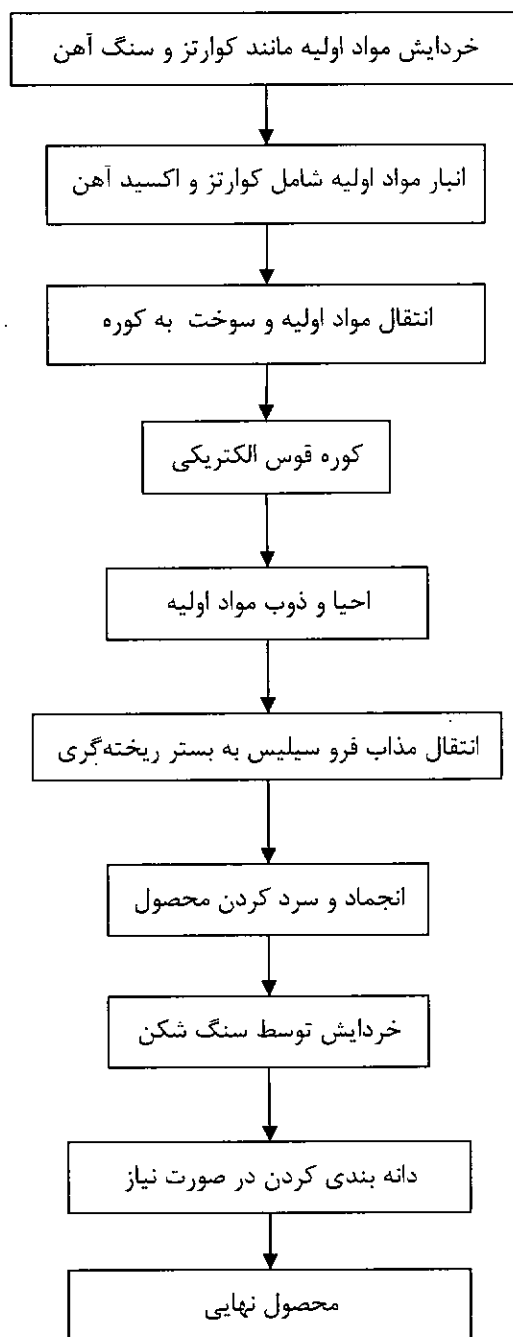 خردایش مواد اولیه مانند کوارتز و سنگ آهن
انبار مواد اولیه شامل کوارتز و اکسید آهن
انتقال مواد اولیه و سوخت به کوره
کوره قوس الکتریکی
احیا و ذوب مواد اولیه
انتقال مذاب فرو سیلیس به بستر ریخته‌گری
انجماد و سرد کردن محصول
خردایش توسط سنگ شکن
دانه بندی کردن در صورت نیاز
محصول نهایی